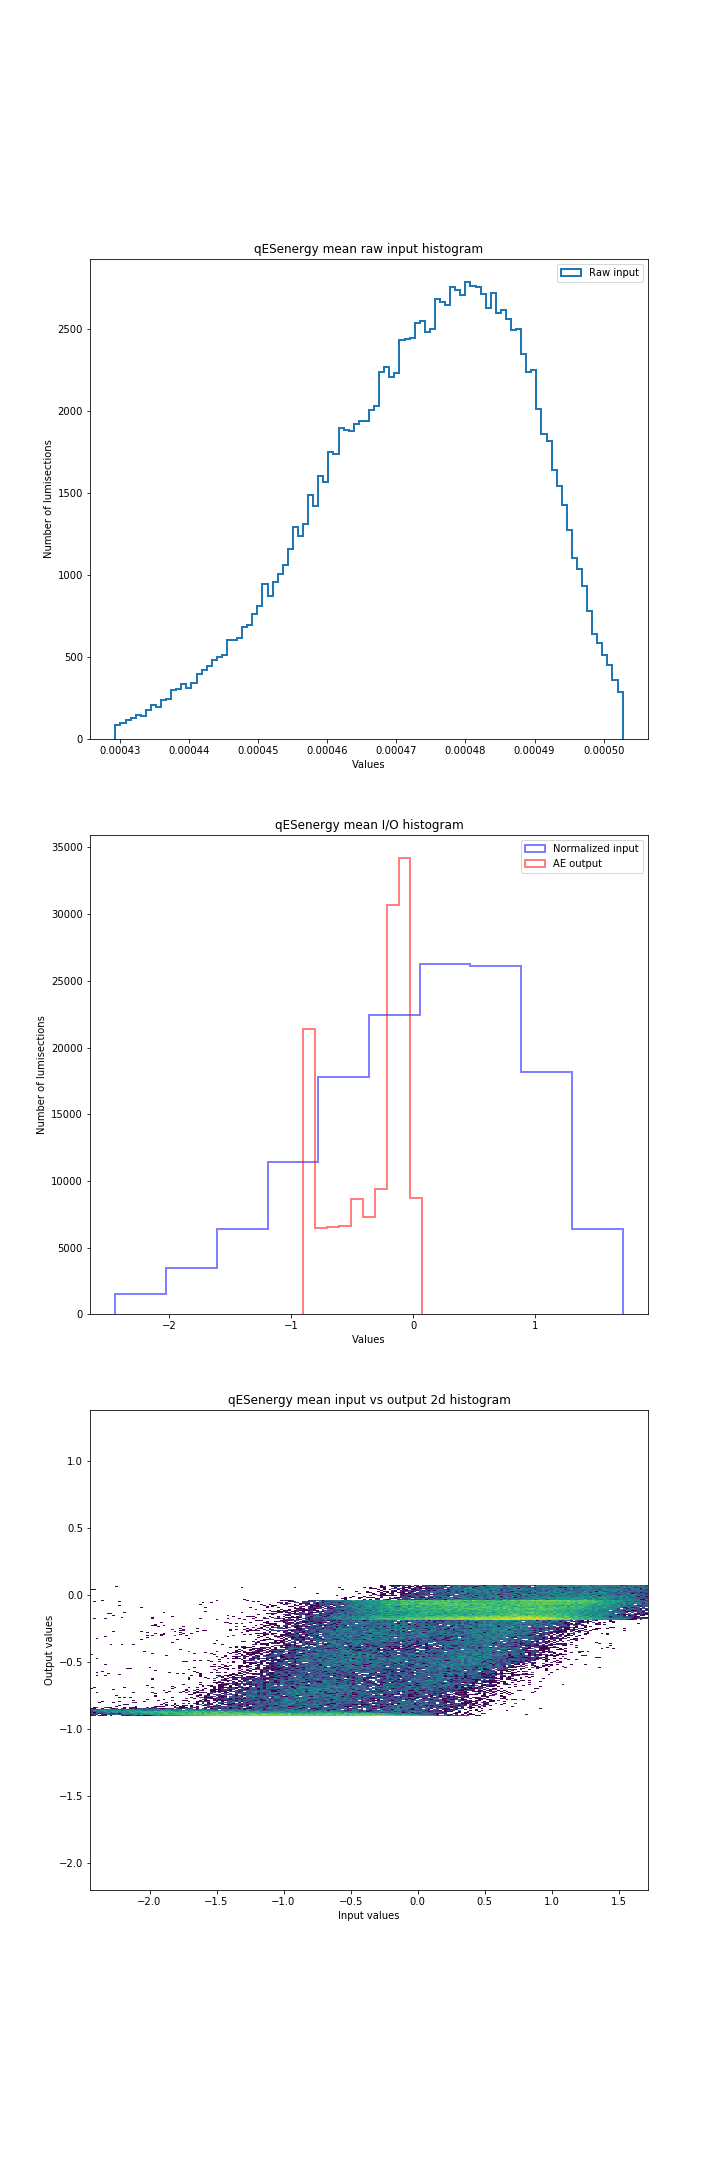 qESenergy mean raw input histogram
Raw input
2500
2000
1500
1000
500
0
Number of lumisections
0.00043 0.00044 0.00045 0.00046 0.00047 0.00048 0.00049 0.00050
Values
qESenergy mean I/O histogram
Normalized input
AE output
35000
30000
25000
20000
15000
10000
5000
0
Number of lumisections
−2 −1 0 1
Values
qESenergy mean input vs output 2d histogram
1.0
0.5
0.0
−0.5
−1.0
−1.5
−2.0
Output values
−2.0 −1.5 −1.0 −0.5 0.0 0.5 1.0 1.5
Input values